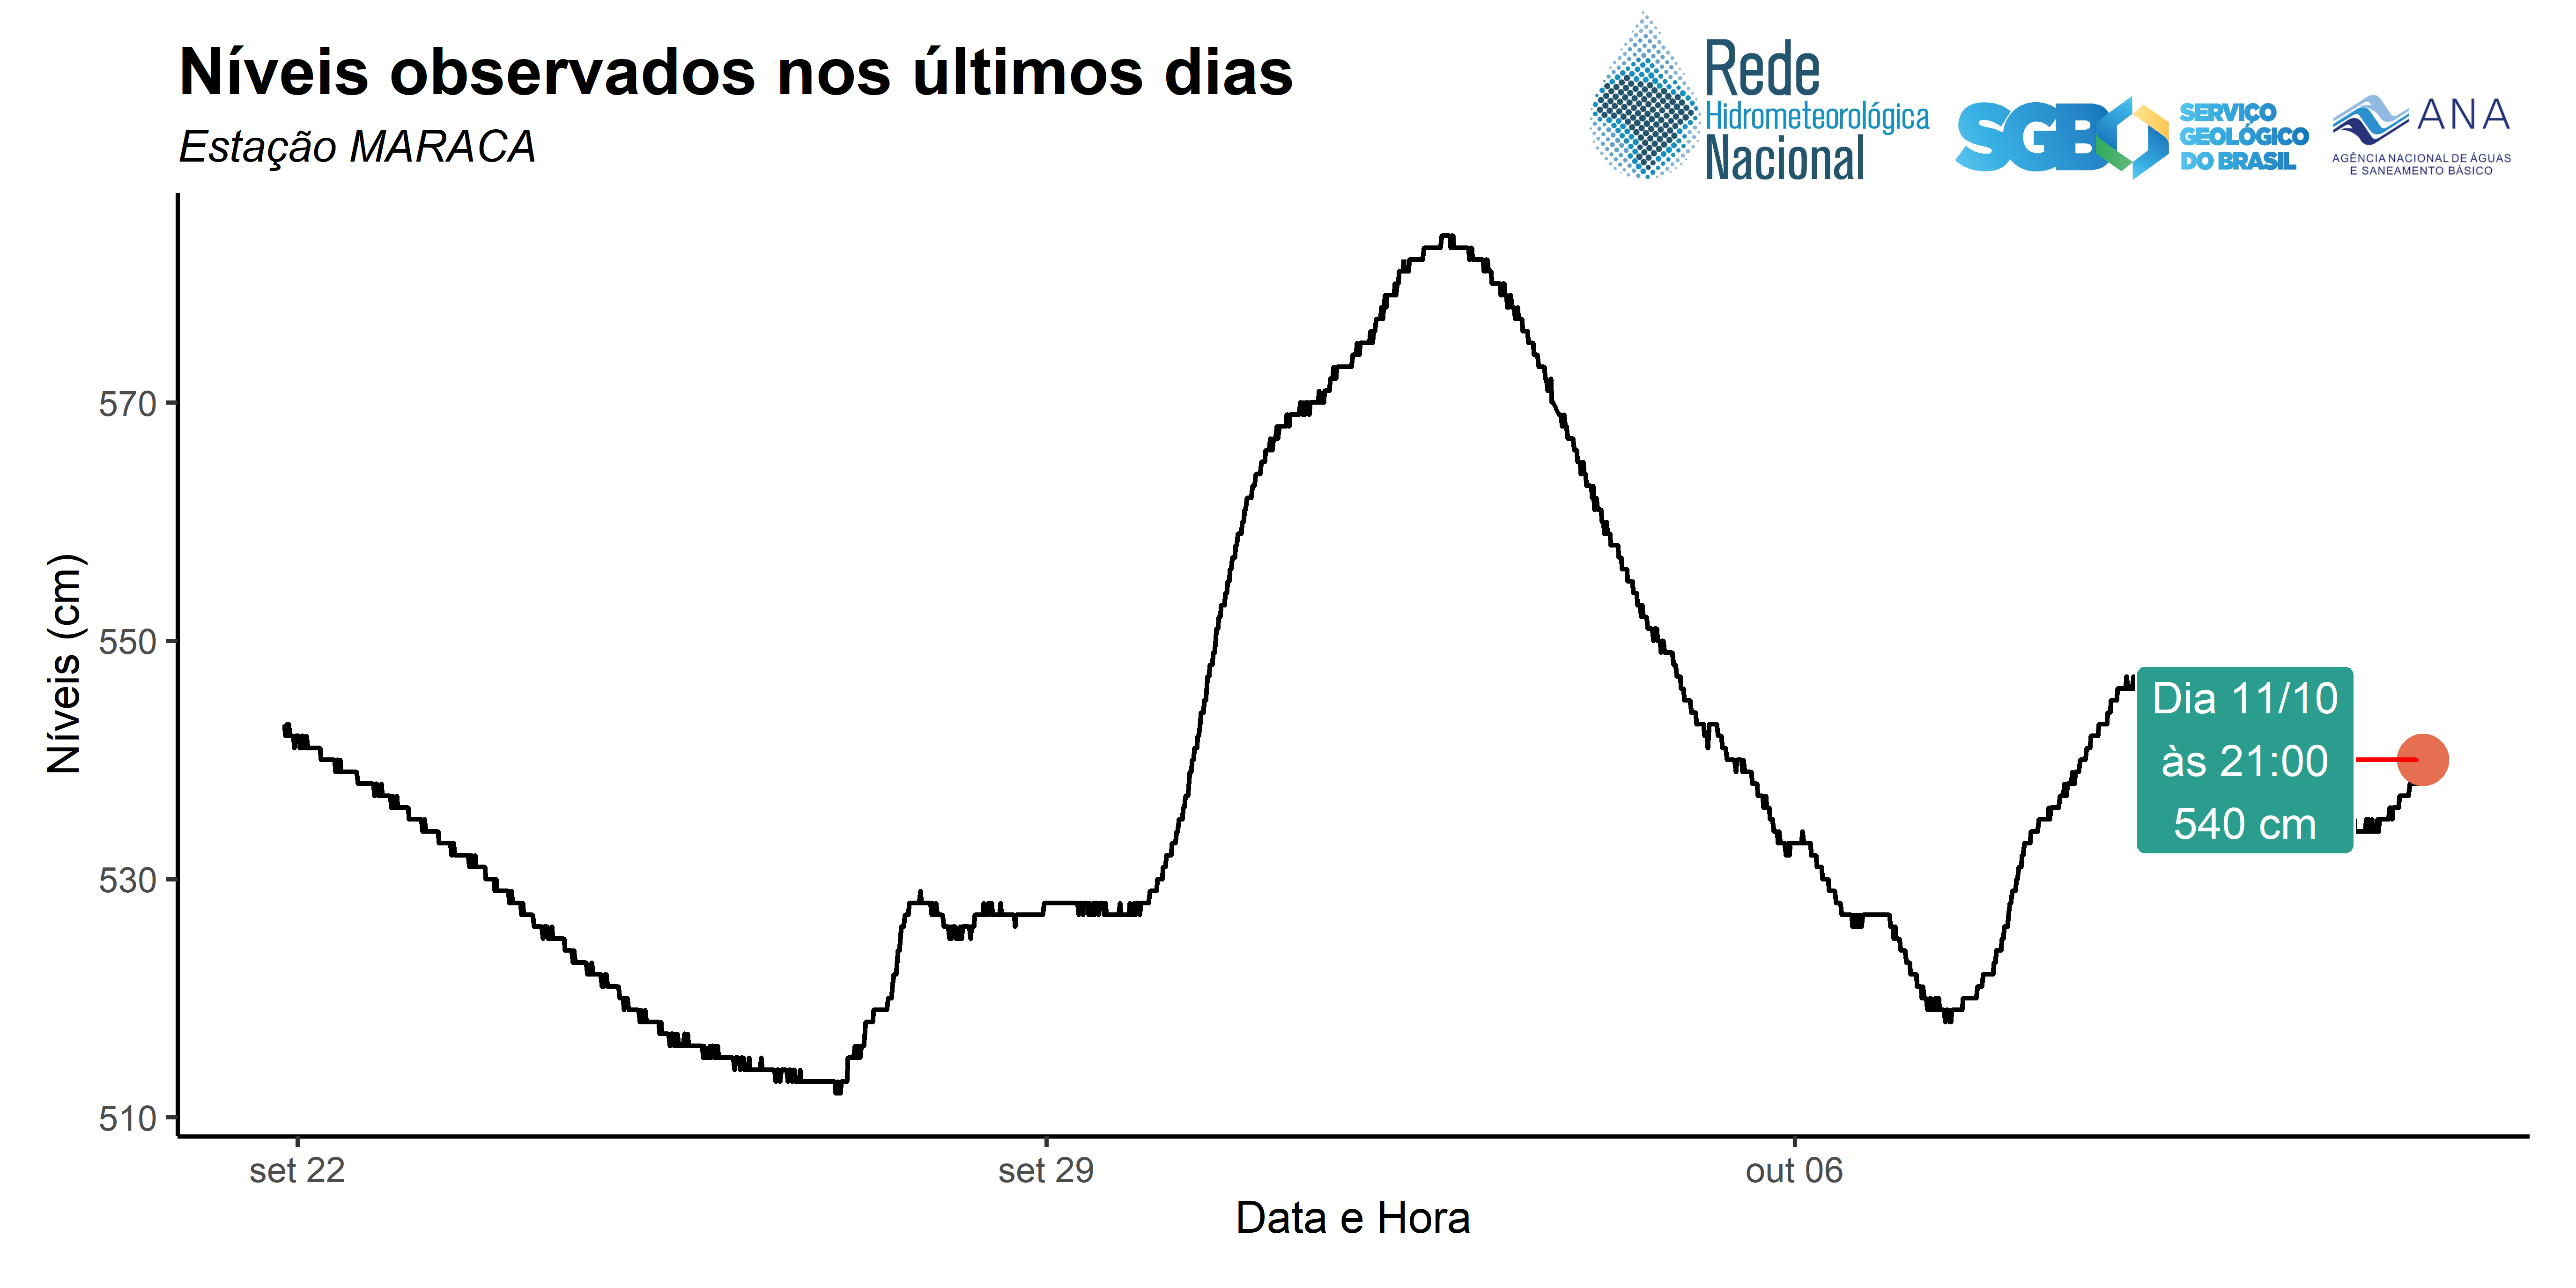 Níveis observados nos últimos dias
Estação MARACA
Rede
Hidrometeorológica
Nacional
SGB
SERVIÇO
GEOLÓGICO
DO BRASIL
ANA
AGÊNCIA NACIONAL DE ÁGUAS
E SANEAMENTO BÁSICO
Níveis (cm)
570
550
530
510
Dia 11/10
às 21:00
540 cm
set 22
set 29
out 06
Data e Hora